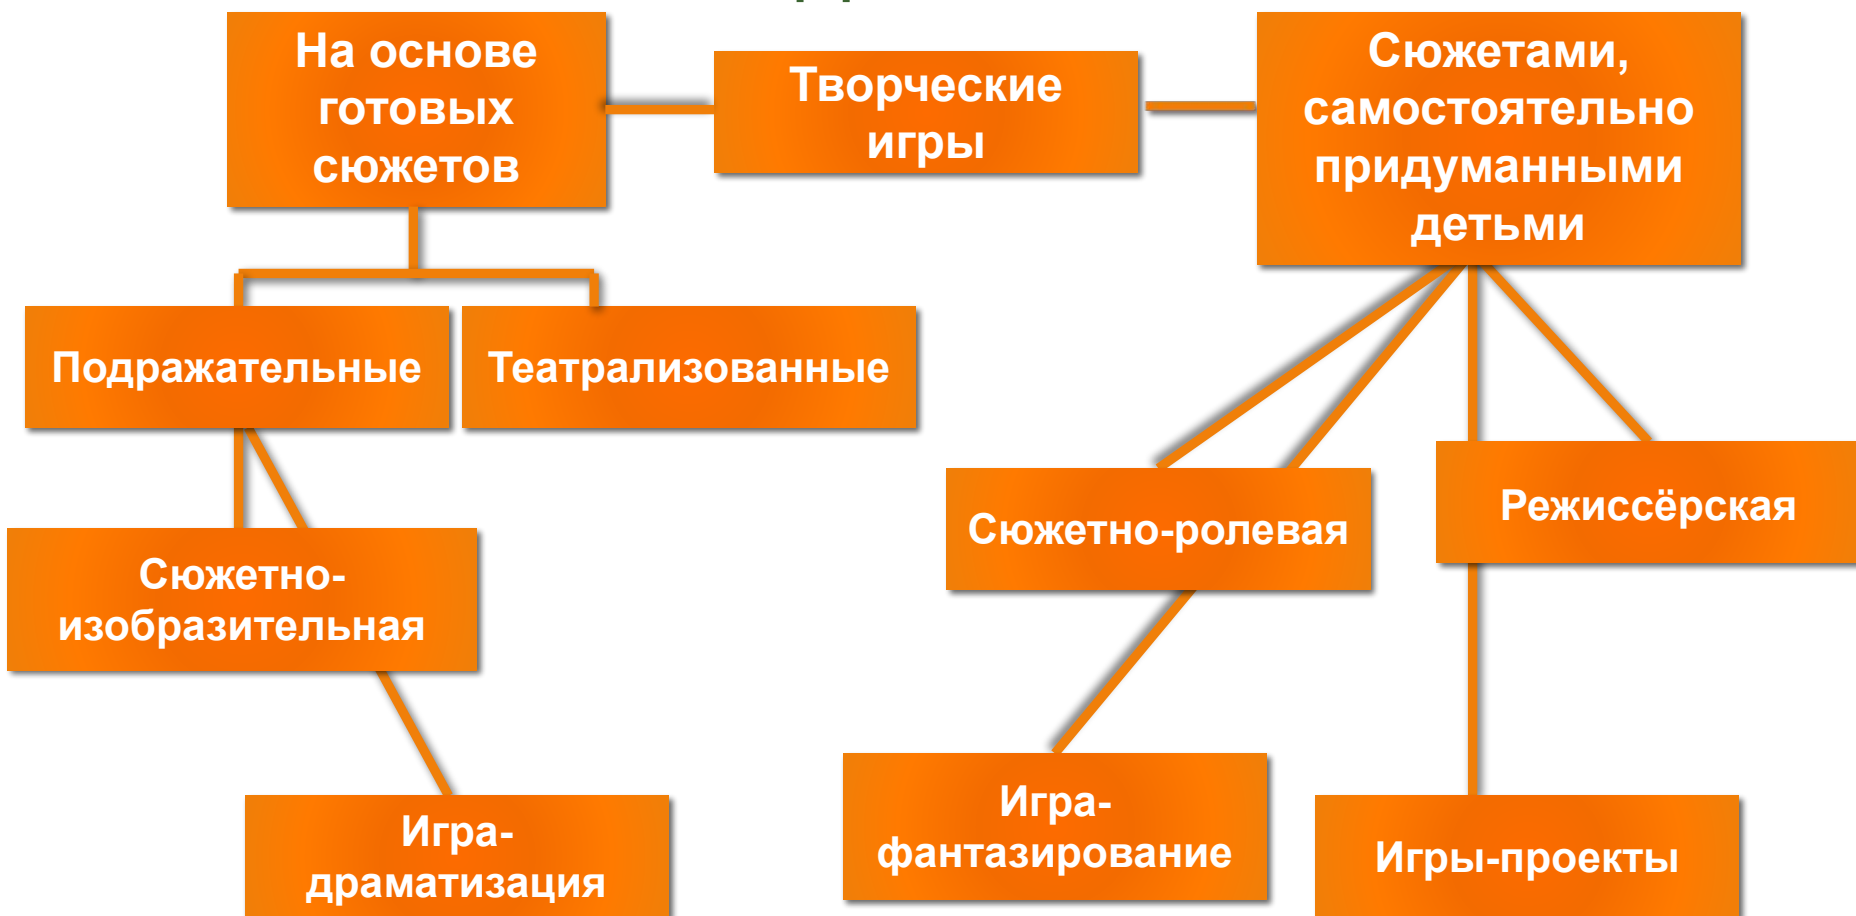 На основе
готовых
сюжетов
Творческие
игры
Сюжетами,
самостоятельно
придуманными
детьми
Подражательные
Театрализованные
Сюжетно-
изобразительная
Сюжетно-ролевая
Режиссёрская
Игра-
драматизация
Игра-
фантазирование
Игры-проекты